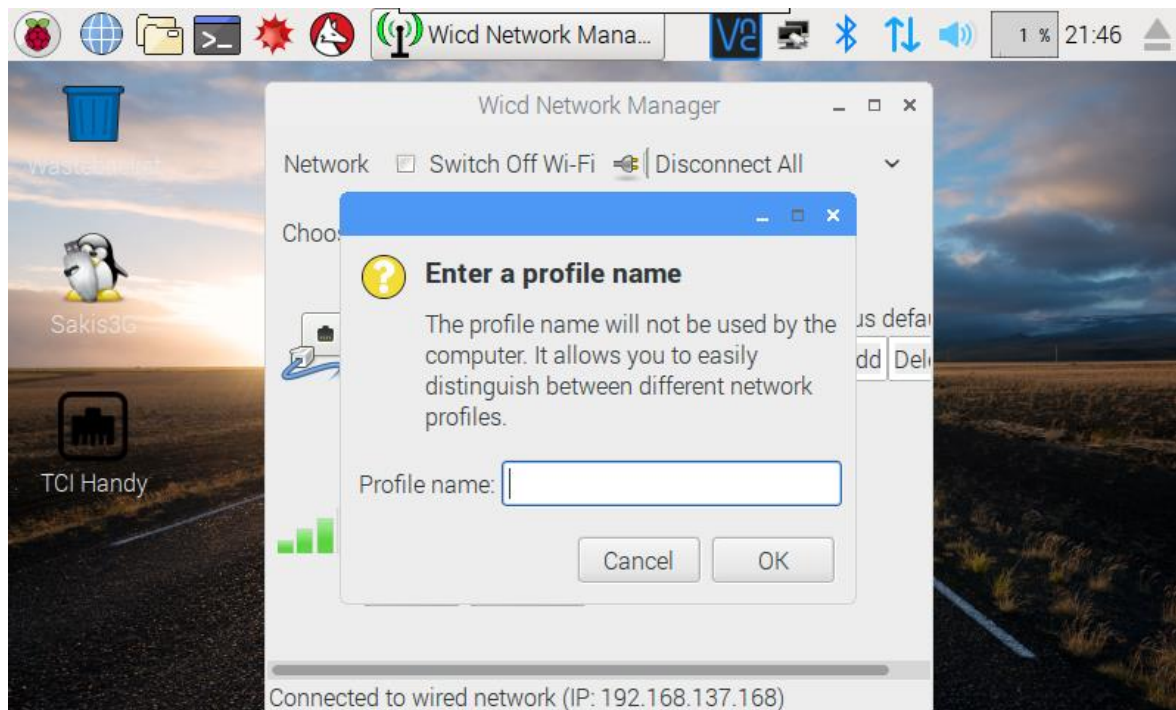 Wicd Network Mana...
1 % 21:46
Wicd Network Manager
Wastebasket
Network Switch Off Wi-Fi Disconnect All
Choos
Enter a profile name
The profile name will not be used by the
computer. It allows you to easily
distinguish between different network
profiles.
us defau
dd Dele
Sakis3G
Profile name:
TCI Handy
Cancel OK
Connected to wired network (IP: 192.168.137.168)